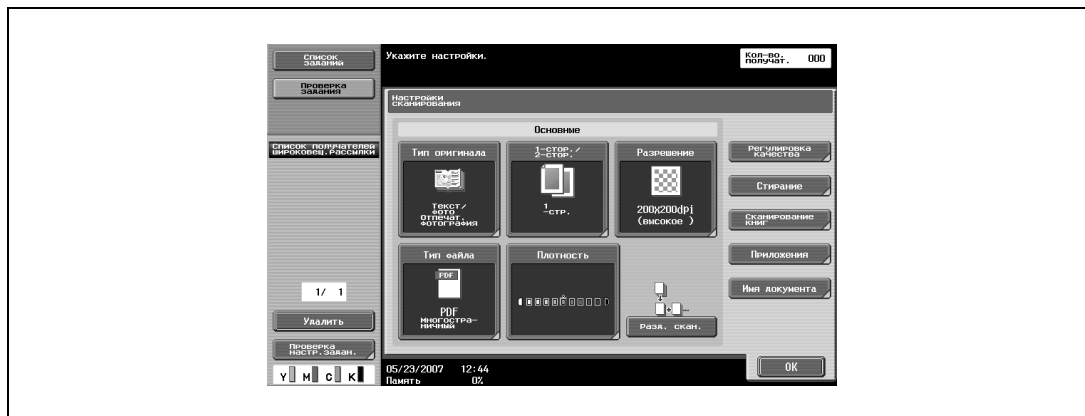 Список
заданий
Укажите настройки.
Кол-во.
получат. 000
Проверка
задания
Настройки
сканирования
Основные
Список получателей
широковещ.рассылки
Тип оригинала
1-стор./
2-стор.
Разрешение
Регулировка
качества
Текст/
фото
Отпечат.
фотография
1
-стр.
200X200dpi
(высокое )
Стирание
Сканирование
книг
Тип файла
Плотность
Приложения
PDF
PDF
многостра-
ничный
Имя документа
1/ 1
Удалить
Разд. скан.
Проверка
настр.задан.
Y M C K
05/23/2007 12:44
Память 0%
OK